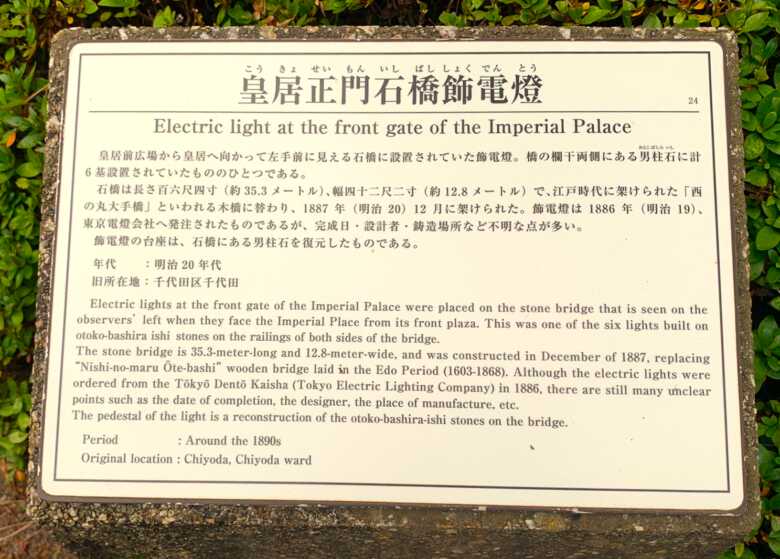 こうきょせいもんいしばししょくでんとう
皇居正門石橋飾電燈
24
Electric light at the front gate of the Imperial Palace
皇居前広場から皇居へ向かって左手前に見える石橋に設置されていた飾電燈。橋の欄干両側にある男柱石に計
6基設置されていたもののひとつである。
石橋は長さ百六尺四寸（約35.3メートル）、幅四十二尺二寸（約12.8メートル）で、江戸時代に架けられた「西
の丸大手橋」といわれる木橋に替わり、1887年（明治20）12月に架けられた。飾電燈は1886年（明治19）、
東京電燈会社へ発注されたものであるが、完成日・設計者・鋳造場所など不明な点が多い。
飾電燈の台座は、石橋にある男柱石を復元したものである。
年代　　：明治20年代
旧所在地：千代田区千代田
Electric lights at the front gate of the Imperial Palace were placed on the stone bridge that is seen on the
observers' left when they face the Imperial Place from its front plaza. This was one of the six lights built on
otoko-bashira ishi stones on the railings of both sides of the bridge.
The stone bridge is 35.3-meter-long and 12.8-meter-wide, and was constructed in December of 1887, replacing
"Nishi-no-maru Ōte-bashi" wooden bridge laid in the Edo Period (1603-1868). Although the electric lights were
ordered from the Tōkyō Dentō Kaisha (Tokyo Electric Lighting Company) in 1886, there are still many unclear
points such as the date of completion, the designer, the place of manufacture, etc.
The pedestal of the light is a reconstruction of the otoko-bashira-ishi stones on the bridge.
Period : Around the 1890s
Original location : Chiyoda, Chiyoda ward